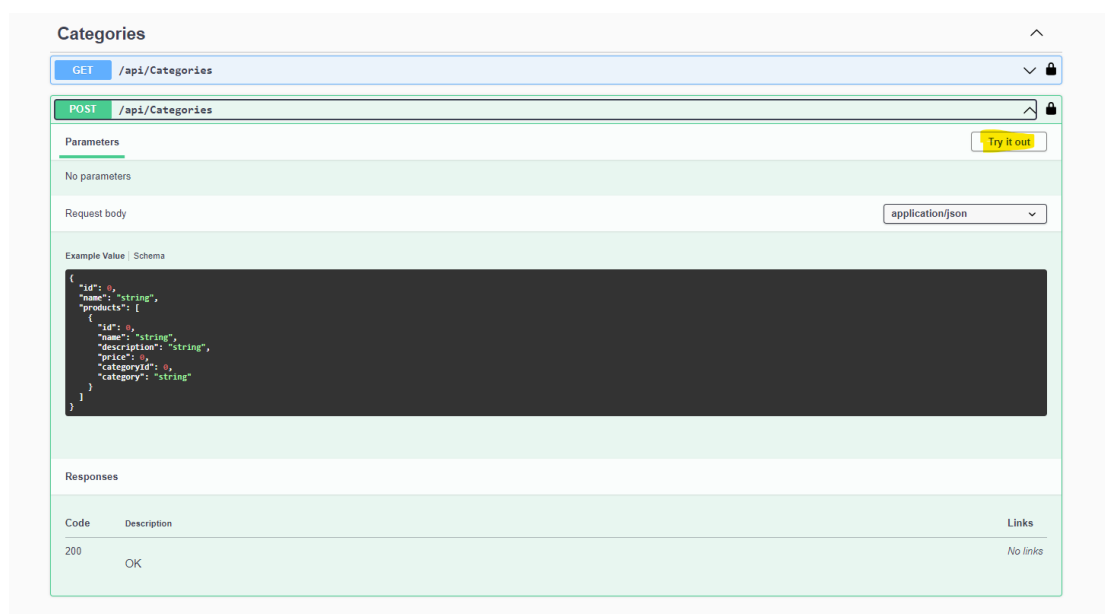 Categories
GET /api/Categories
POST /api/Categories
Parameters Try it out
No parameters
Request body application/json
Example Value | Schema
{
  "id": 0,
  "name": "string",
  "products": [
    {
      "id": 0,
      "name": "string",
      "description": "string",
      "price": 0,
      "categoryId": 0,
      "category": "string"
    }
  ]
}
Responses
Code Description Links
200 OK No links